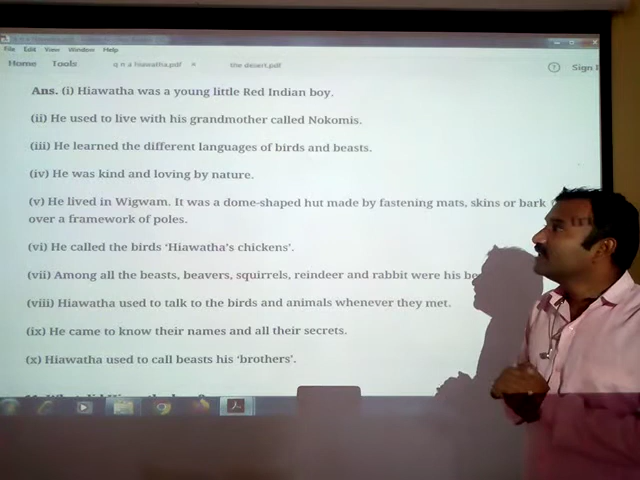 File Edit View Window Help
Home Tools q n a hiawatha.pdf × the desert.pdf ? Sign I
Ans. (i) Hiawatha was a young little Red Indian boy.
(ii) He used to live with his grandmother called Nokomis.
(iii) He learned the different languages of birds and beasts.
(iv) He was kind and loving by nature.
(v) He lived in Wigwam. It was a dome-shaped hut made by fastening mats, skins or bark
over a framework of poles.
(vi) He called the birds ‘Hiawatha’s chickens’.
(vii) Among all the beasts, beavers, squirrels, reindeer and rabbit were his be
(viii) Hiawatha used to talk to the birds and animals whenever they met.
(ix) He came to know their names and all their secrets.
(x) Hiawatha used to call beasts his ‘brothers’.